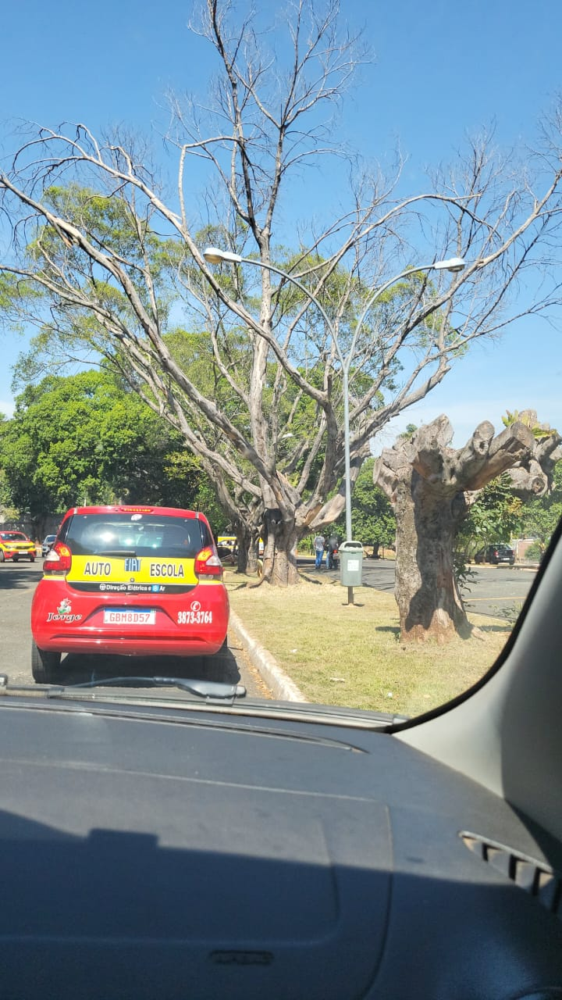 AUTO FIAT ESCOLA
Direção Elétrica e Ar
Jorge
GBM8D57
3873-3764